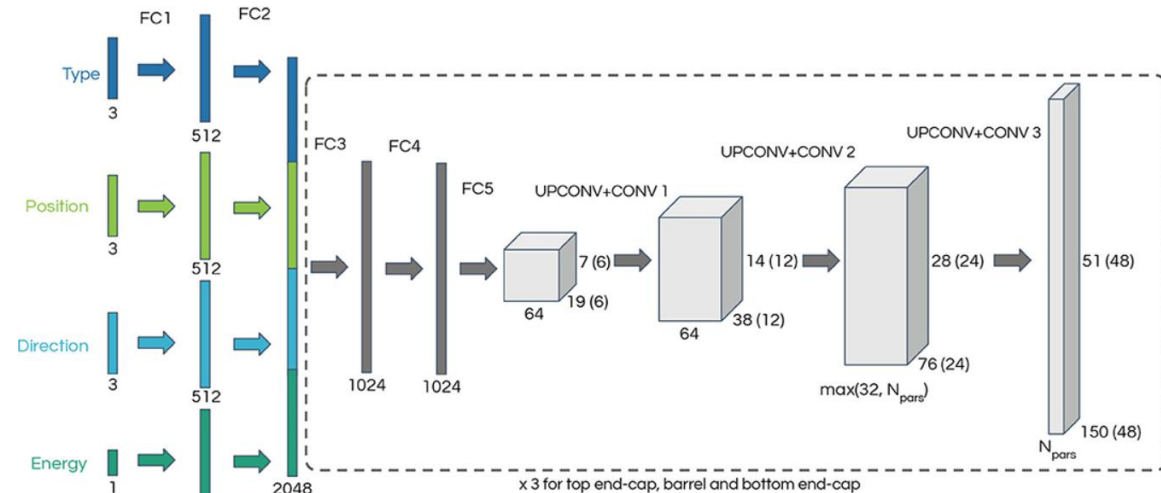 FC1
FC2
Type
3
512
Position
3
512
Direction
3
512
Energy
1
2048
FC3
FC4
FC5
1024
1024
UPCONV+CONV 1
7 (6)
19 (6)
64
UPCONV+CONV 2
14 (12)
38 (12)
64
UPCONV+CONV 3
28 (24)
76 (24)
max(32, Npars)
51 (48)
150 (48)
Npars
x 3 for top end-cap, barrel and bottom end-cap